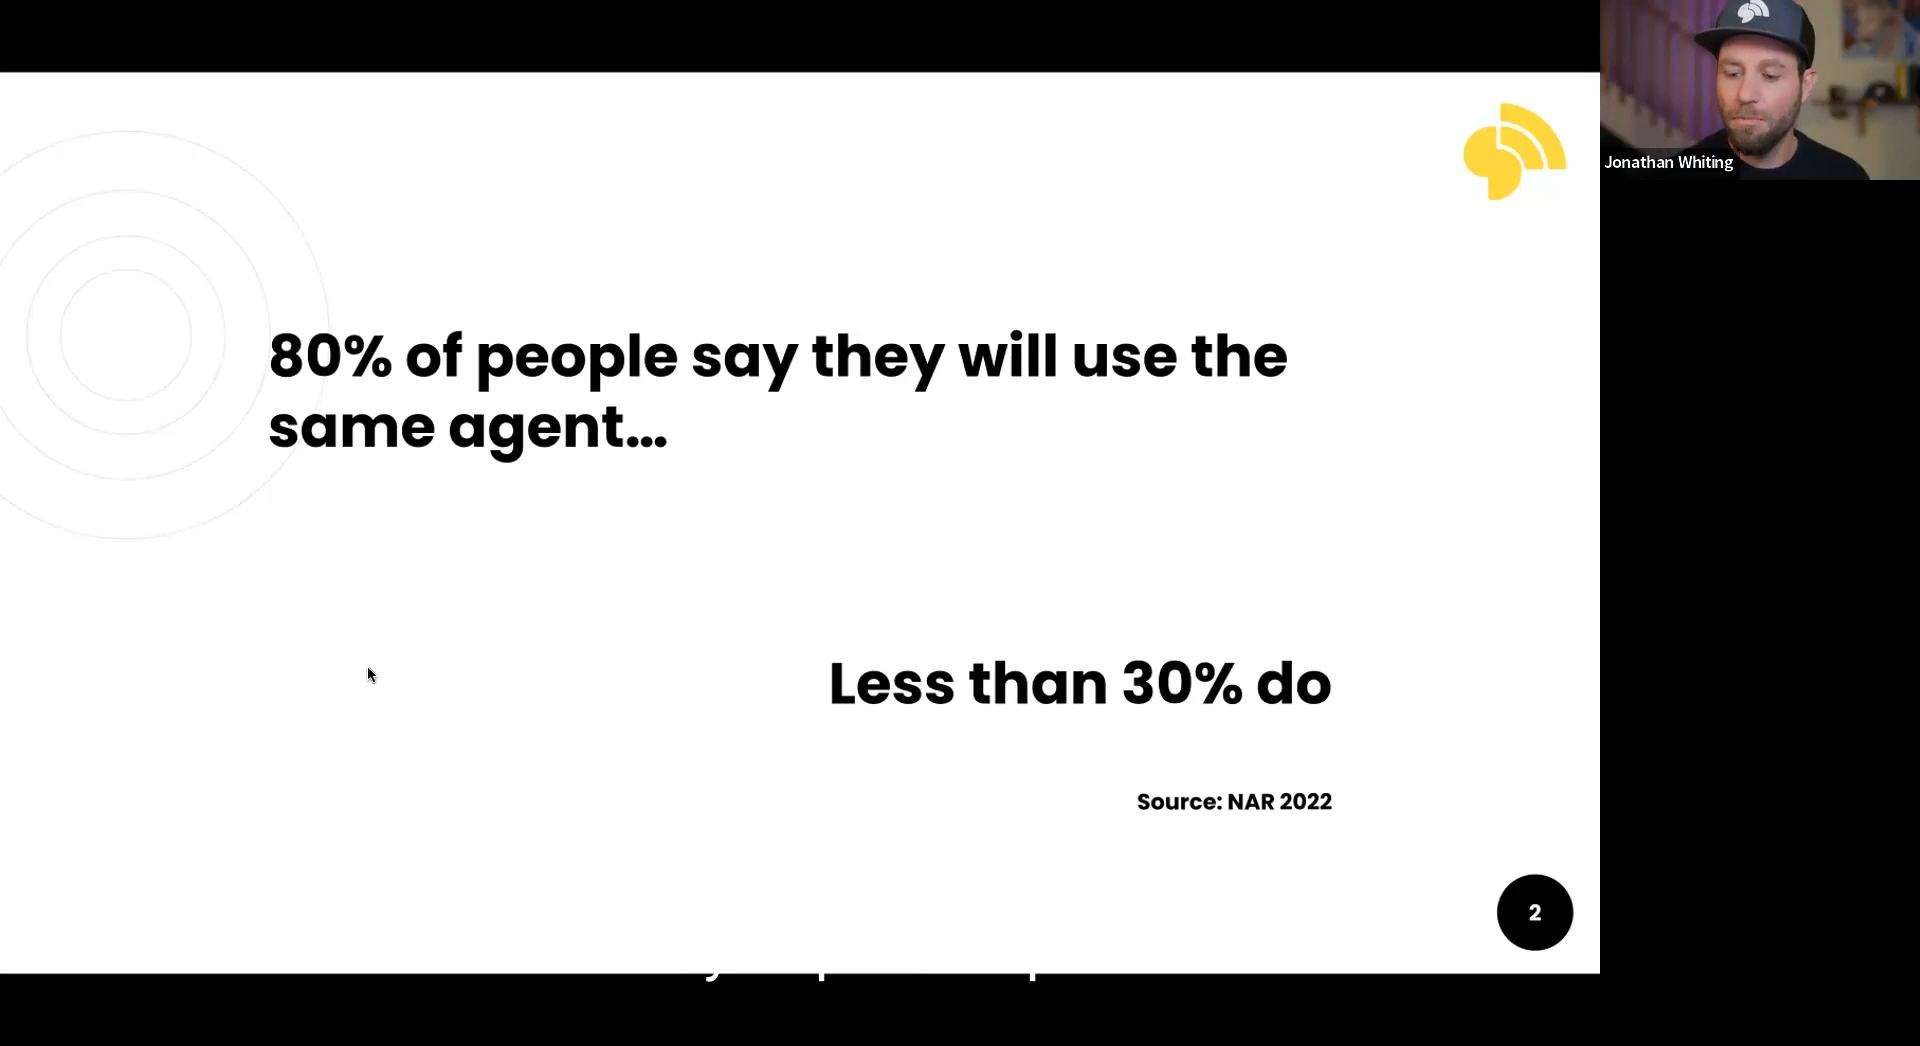 Jonathan Whiting
80% of people say they will use the
same agent...
Less than 30% do
Source: NAR 2022
2